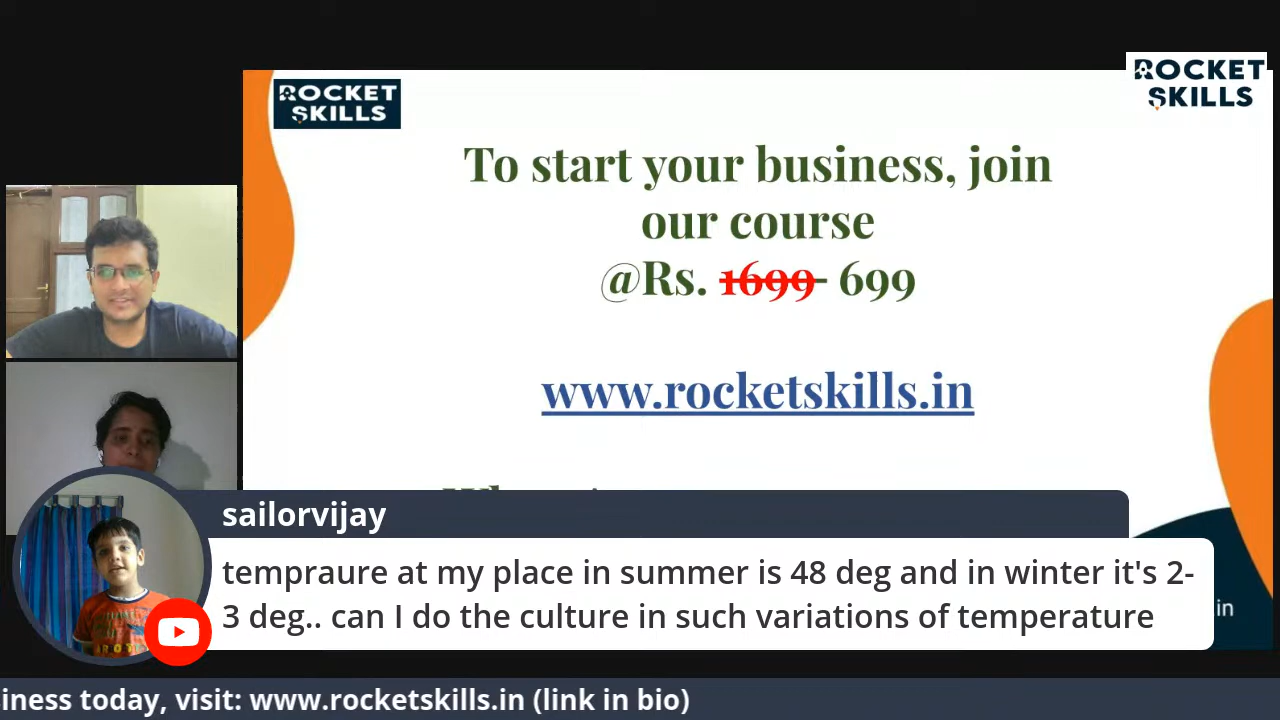 ROCKET
SKILLS
ROCKET
SKILLS
To start your business, join
our course
@Rs. 1699 - 699
www.rocketskills.in
sailorvijay
tempraure at my place in summer is 48 deg and in winter it's 2-
3 deg.. can I do the culture in such variations of temperature
in
iness today, visit: www.rocketskills.in (link in bio)